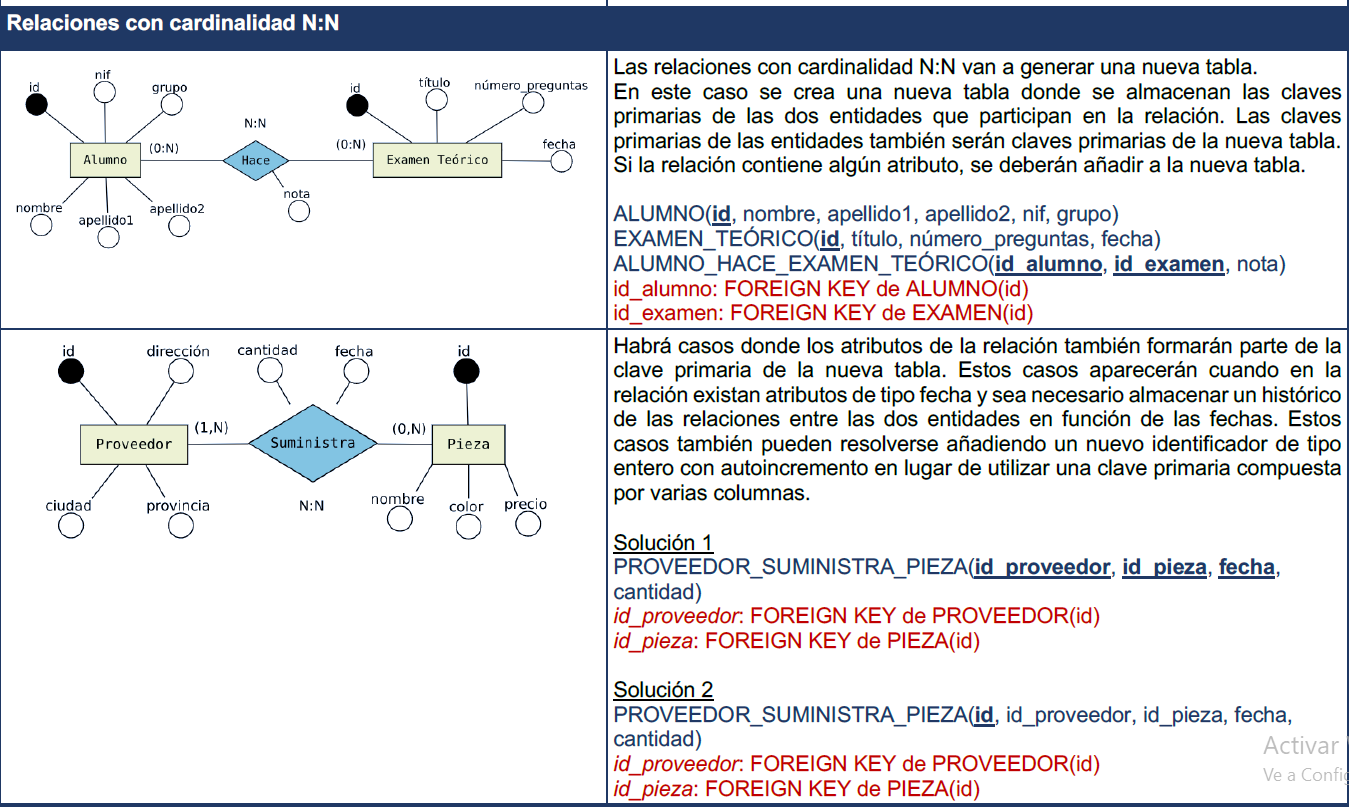 Relaciones con cardinalidad N:N
id
nif
grupo
Alumno
(0:N)
N:N
Hace
nota
(0:N)
id
título
número_preguntas
Examen Teórico
fecha
nombre
apellido1
apellido2
Las relaciones con cardinalidad N:N van a generar una nueva tabla.
En este caso se crea una nueva tabla donde se almacenan las claves
primarias de las dos entidades que participan en la relación. Las claves
primarias de las entidades también serán claves primarias de la nueva tabla.
Si la relación contiene algún atributo, se deberán añadir a la nueva tabla.
ALUMNO(id, nombre, apellido1, apellido2, nif, grupo)
EXAMEN_TEÓRICO(id, título, número_preguntas, fecha)
ALUMNO_HACE_EXAMEN_TEÓRICO(id_alumno, id_examen, nota)
id_alumno: FOREIGN KEY de ALUMNO(id)
id_examen: FOREIGN KEY de EXAMEN(id)
id
dirección
cantidad
fecha
id
Proveedor
(1,N)
Suministra
(0,N)
Pieza
ciudad
provincia
N:N
nombre
color
precio
Habrá casos donde los atributos de la relación también formarán parte de la
clave primaria de la nueva tabla. Estos casos aparecerán cuando en la
relación existan atributos de tipo fecha y sea necesario almacenar un histórico
de las relaciones entre las dos entidades en función de las fechas. Estos
casos también pueden resolverse añadiendo un nuevo identificador de tipo
entero con autoincremento en lugar de utilizar una clave primaria compuesta
por varias columnas.
Solución 1
PROVEEDOR_SUMINISTRA_PIEZA(id_proveedor, id_pieza, fecha,
cantidad)
id_proveedor: FOREIGN KEY de PROVEEDOR(id)
id_pieza: FOREIGN KEY de PIEZA(id)
Solución 2
PROVEEDOR_SUMINISTRA_PIEZA(id, id_proveedor, id_pieza, fecha,
cantidad)
id_proveedor: FOREIGN KEY de PROVEEDOR(id)
id_pieza: FOREIGN KEY de PIEZA(id)
Activar
Ve a Config